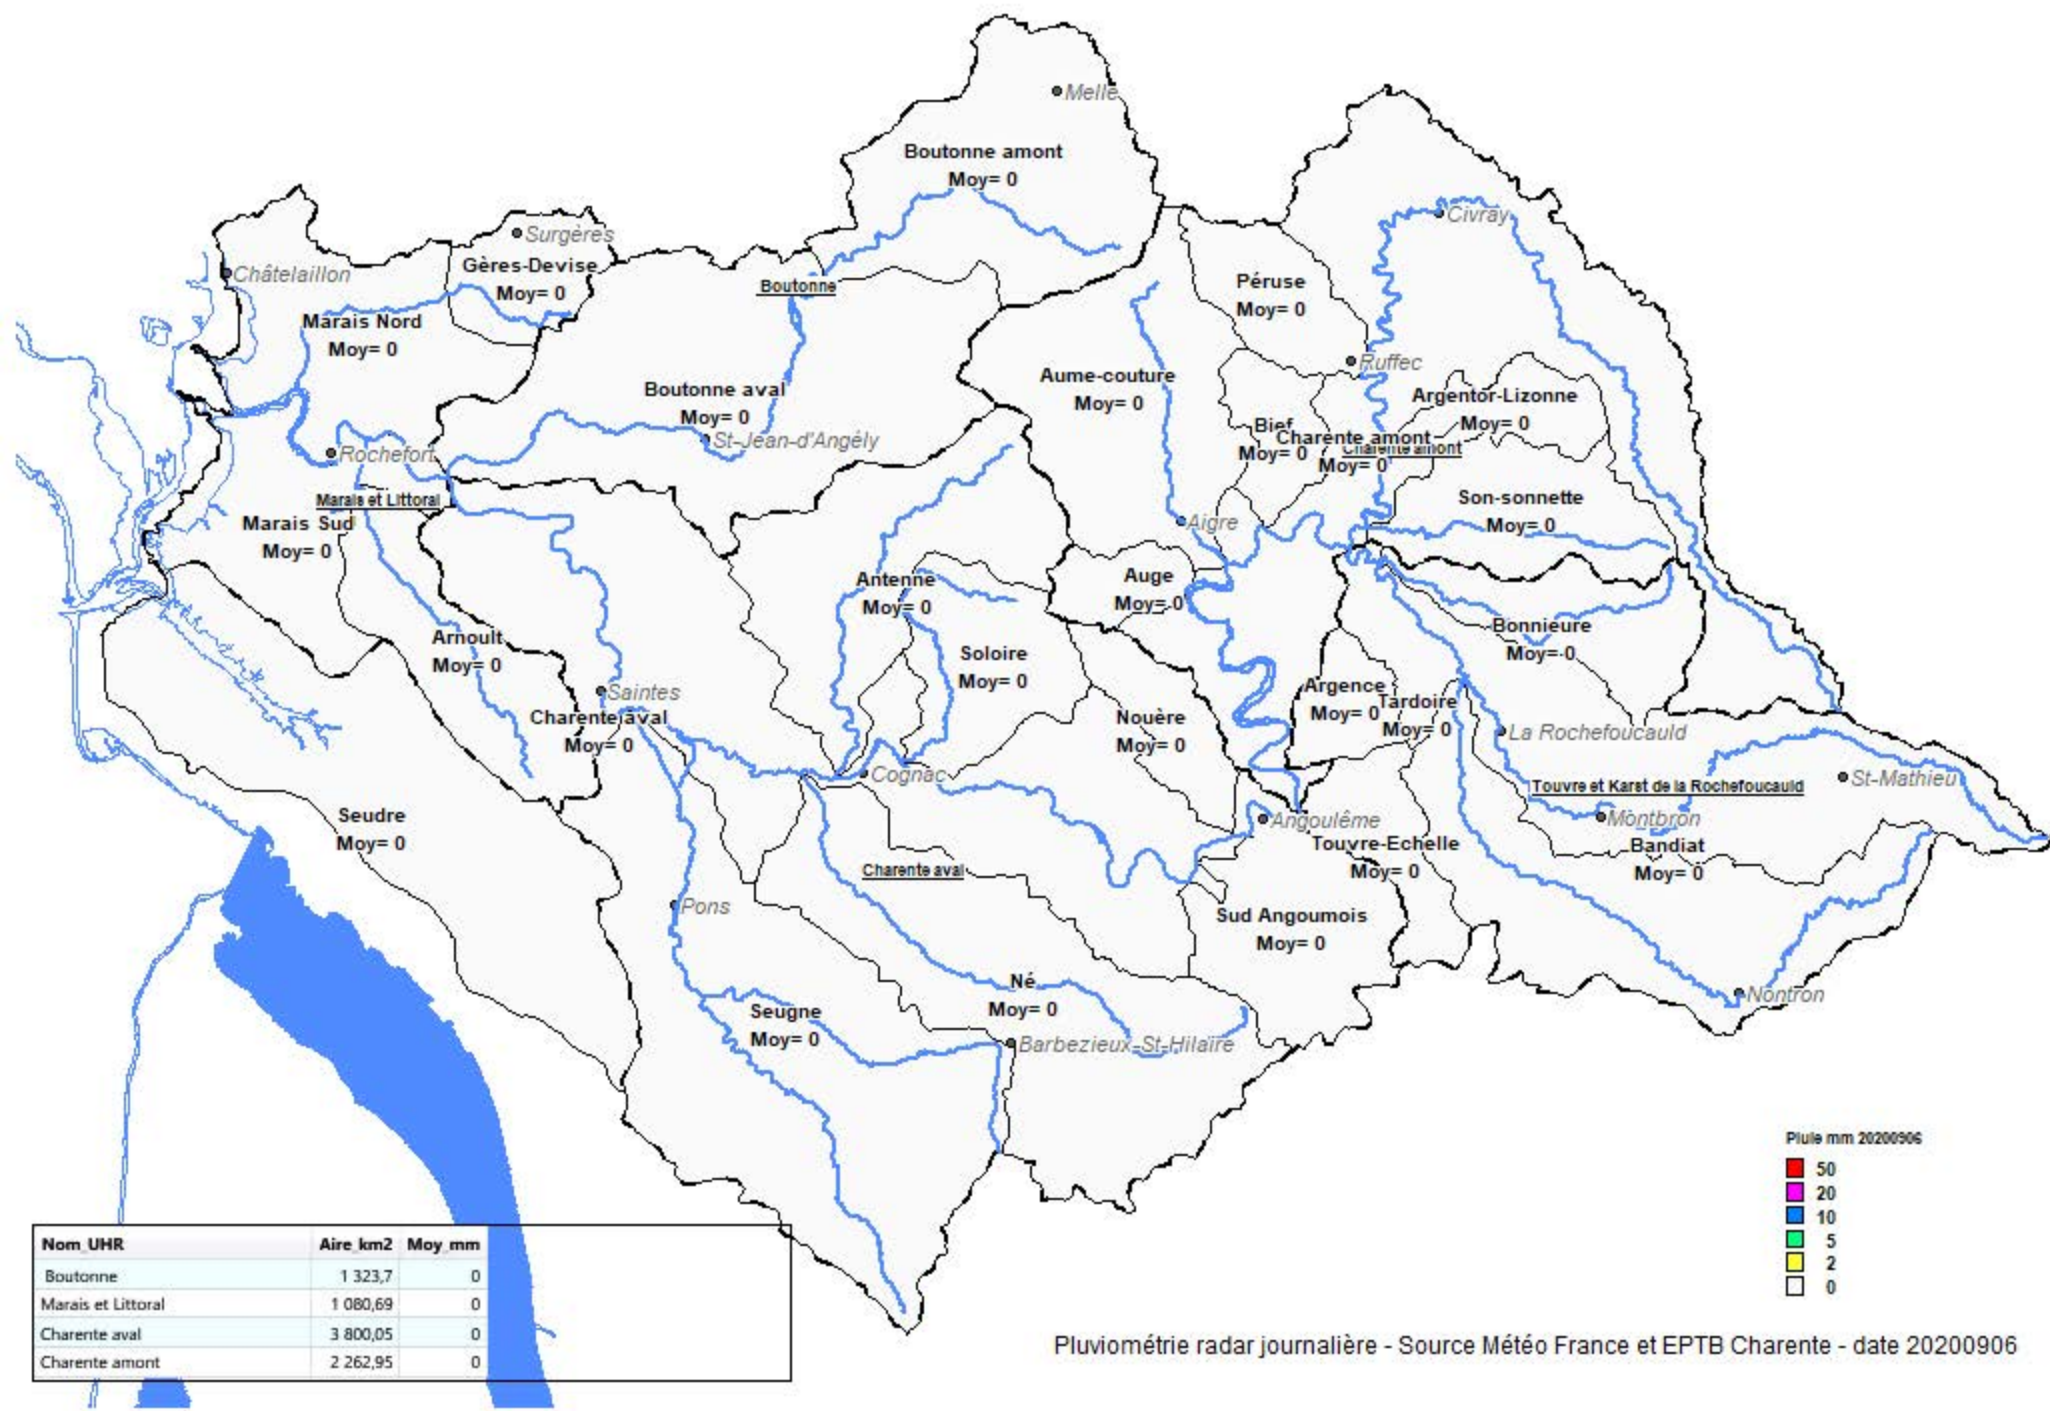 Melle
Boutonne amont
Moy= 0
Civray
Surgères
Châtelaillon
Gères-Devise
Moy= 0
Boutonne
Péruse
Moy= 0
Marais Nord
Moy= 0
Ruffec
Aume-couture
Moy= 0
Boutonne aval
Moy= 0
Argentor-Lizonne
Moy= 0
St-Jean-d'Angély
Bief
Moy= 0
Charente amont
Charente amont
Moy= 0
Rochefort
Marais et Littoral
Son-sonnette
Moy= 0
Marais Sud
Moy= 0
Aigre
Antenne
Moy= 0
Auge
Moy= 0
Arnoult
Moy= 0
Soloire
Moy= 0
Bonnieure
Moy= 0
Saintes
Charente aval
Moy= 0
Nouère
Moy= 0
Argence
Moy= 0
Tardoire
Moy= 0
La Rochefoucauld
Cognac
Touvre et Karst de la Rochefoucauld
St-Mathieu
Seudre
Moy= 0
Angoulême
Montbron
Touvre-Echelle
Moy= 0
Bandiat
Moy= 0
Charente aval
Pons
Sud Angoumois
Moy= 0
Né
Moy= 0
Nontron
Seugne
Moy= 0
Barbezieux-St-Hilaire
Pluie mm 20200906
50
20
10
5
2
0
Nom_UHR Aire_km2 Moy_mm
Boutonne 1 323,7 0
Marais et Littoral 1 080,69 0
Charente aval 3 800,05 0
Charente amont 2 262,95 0
Pluviométrie radar journalière - Source Météo France et EPTB Charente - date 20200906